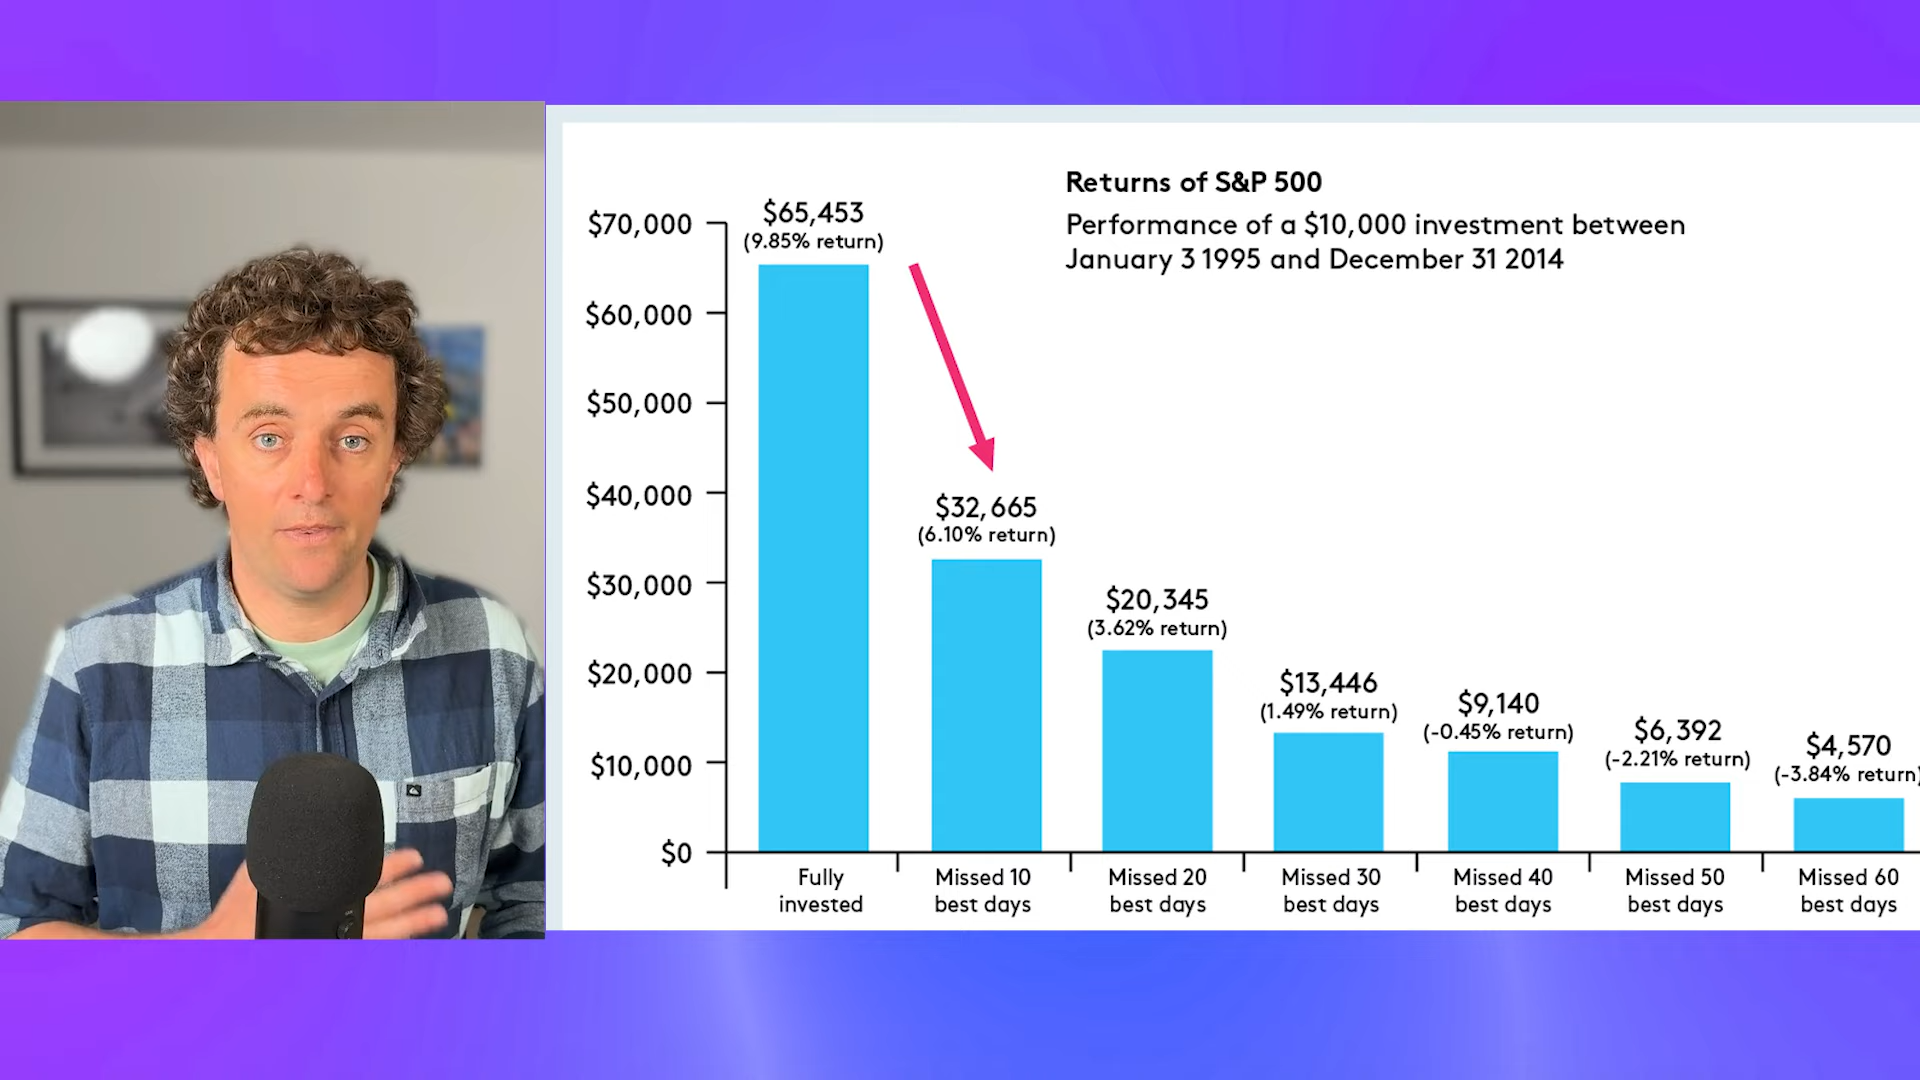 Returns of S&P 500
Performance of a $10,000 investment between
January 3 1995 and December 31 2014
$70,000
$60,000
$50,000
$40,000
$30,000
$20,000
$10,000
$0
$65,453
(9.85% return)
$32,665
(6.10% return)
$20,345
(3.62% return)
$13,446
(1.49% return)
$9,140
(-0.45% return)
$6,392
(-2.21% return)
$4,570
(-3.84% return)
Fully
invested
Missed 10
best days
Missed 20
best days
Missed 30
best days
Missed 40
best days
Missed 50
best days
Missed 60
best days